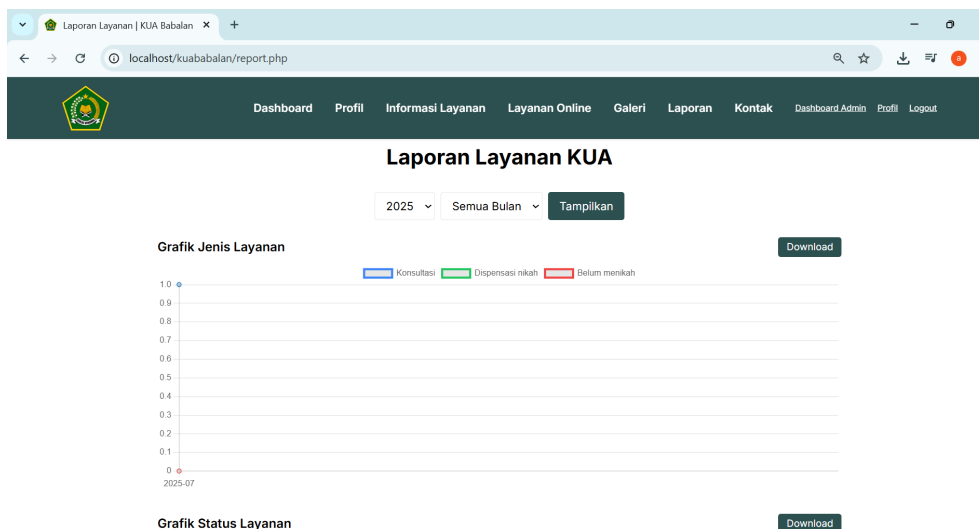 Laporan Layanan | KUA Babalan
localhost/kuababalan/report.php
a
Dashboard Profil Informasi Layanan Layanan Online Galeri Laporan Kontak Dashboard Admin Profil Logout
Laporan Layanan KUA
2025 Semua Bulan Tampilkan
Grafik Jenis Layanan Download
Konsultasi Dispensasi nikah Belum menikah
1.0
0.9
0.8
0.7
0.6
0.5
0.4
0.3
0.2
0.1
0
2025-07
Grafik Status Layanan Download